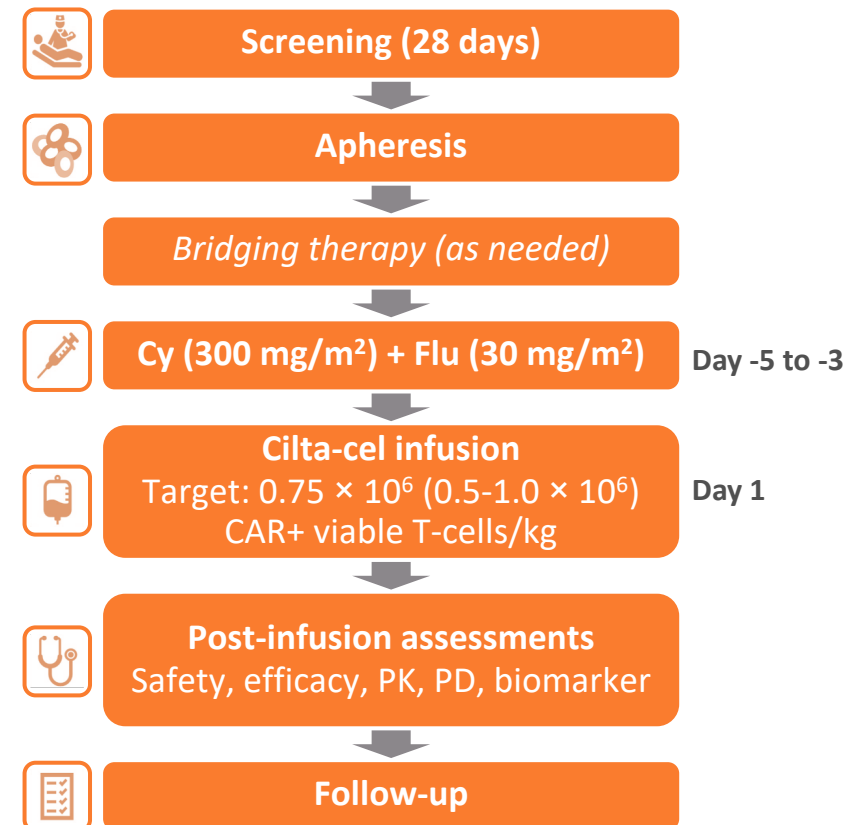 Screening (28 days)
Apheresis
Bridging therapy (as needed)
Cy (300 mg/m²) + Flu (30 mg/m²)
Day -5 to -3
Cilta-cel infusion
Target: 0.75 × 10⁶ (0.5-1.0 × 10⁶)
CAR+ viable T-cells/kg
Day 1
Post-infusion assessments
Safety, efficacy, PK, PD, biomarker
Follow-up